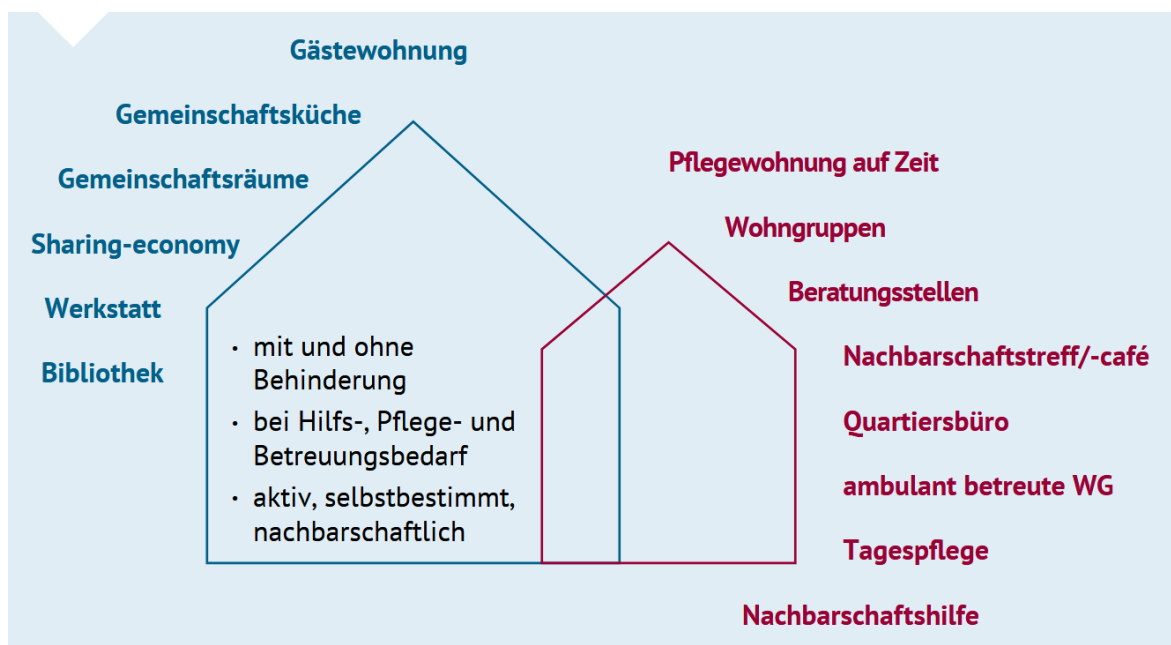 Gästewohnung
Gemeinschaftsküche
Gemeinschaftsräume
Sharing-economy
Werkstatt
Bibliothek
• mit und ohne
Behinderung
• bei Hilfs-, Pflege- und
Betreuungsbedarf
• aktiv, selbstbestimmt,
nachbarschaftlich
Pflegewohnung auf Zeit
Wohngruppen
Beratungsstellen
Nachbarschaftstreff/-café
Quartiersbüro
ambulant betreute WG
Tagespflege
Nachbarschaftshilfe